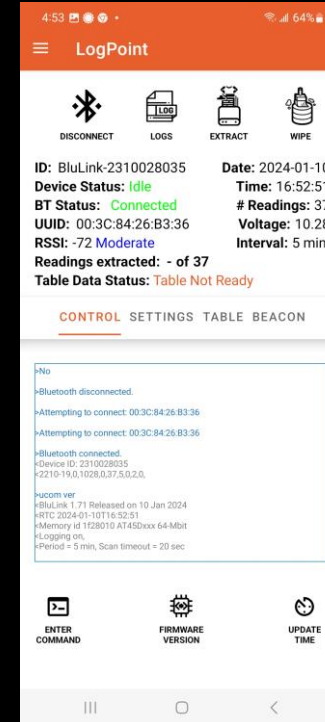 4:53
64%
LogPoint
LOG
DISCONNECT LOGS EXTRACT WIPE
ID: BluLink-2310028035 Date: 2024-01-10
Device Status: Idle Time: 16:52:51
BT Status: Connected # Readings: 37
UUID: 00:3C:84:26:B3:36 Voltage: 10.28
RSSI: -72 Moderate Interval: 5 min
Readings extracted: - of 37
Table Data Status: Table Not Ready
CONTROL SETTINGS TABLE BEACON
>No
>Bluetooth disconnected.
>Attempting to connect: 00:3C:84:26:B3:36
>Attempting to connect: 00:3C:84:26:B3:36
>Bluetooth connected.
<Device ID: 2310028035
<2210-19,0,1028,0,37,5,0,2,0,
>ucom ver
<BluLink 1.71 Released on 10 Jan 2024
<RTC 2024-01-10T16:52:51
<Memory id 1f28010 AT45Dxxx 64-Mbit
<Logging on,
<Period = 5 min, Scan timeout = 20 sec
ENTER COMMAND
FIRMWARE VERSION
UPDATE TIME